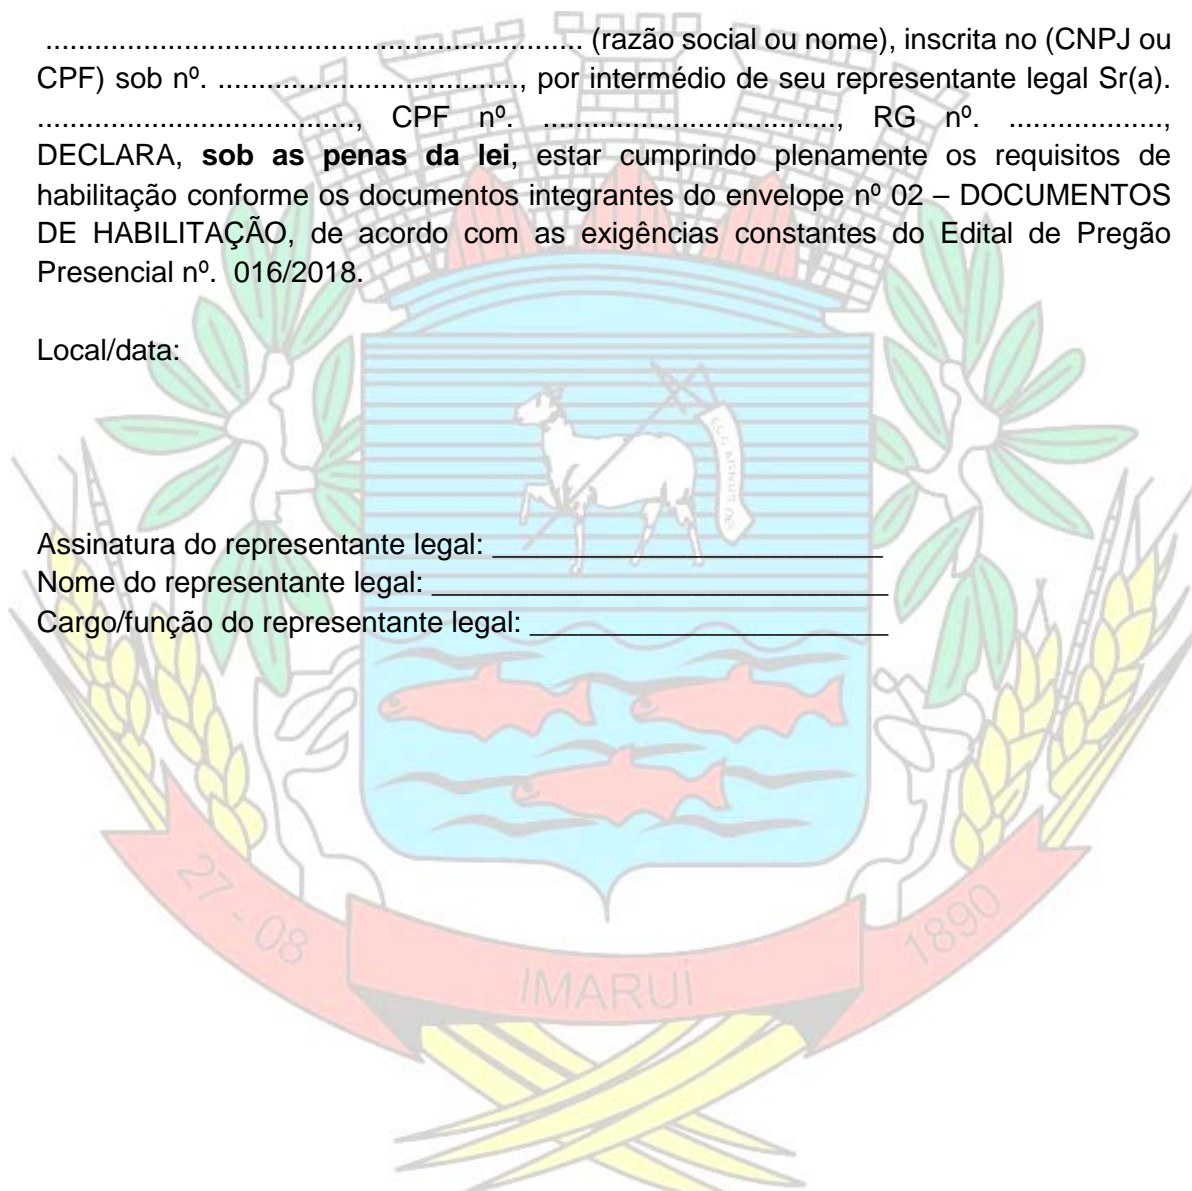 .................................................................. (razão social ou nome), inscrita no (CNPJ ou
CPF) sob nº. ....................................., por intermédio de seu representante legal Sr(a).
......................................., CPF nº. ...................................., RG nº. ...................,
DECLARA, sob as penas da lei, estar cumprindo plenamente os requisitos de
habilitação conforme os documentos integrantes do envelope nº 02 – DOCUMENTOS
DE HABILITAÇÃO, de acordo com as exigências constantes do Edital de Pregão
Presencial nº. 016/2018.
Local/data:
ECC AGNUS DEI
Assinatura do representante legal: ________________________
Nome do representante legal: ____________________________
Cargo/função do representante legal: ______________________
27 - 08
IMARUÍ
1890